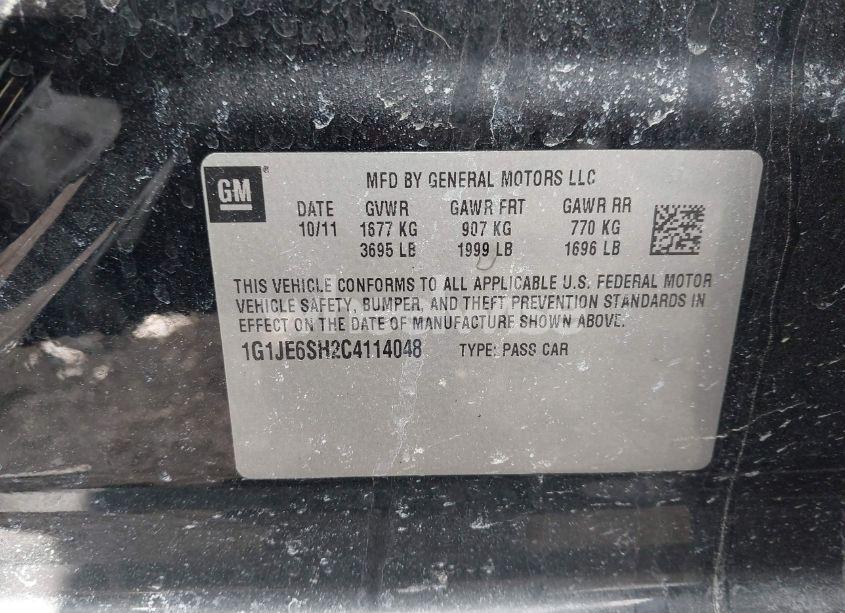 GM®
MFD BY GENERAL MOTORS LLC
DATE GVWR GAWR FRT GAWR RR
10/11 1677 KG 907 KG 770 KG
3695 LB 1999 LB 1696 LB
THIS VEHICLE CONFORMS TO ALL APPLICABLE U.S. FEDERAL MOTOR
VEHICLE SAFETY, BUMPER, AND THEFT PREVENTION STANDARDS IN
EFFECT ON THE DATE OF MANUFACTURE SHOWN ABOVE.
1G1JE6SH2C4114048 TYPE: PASS CAR